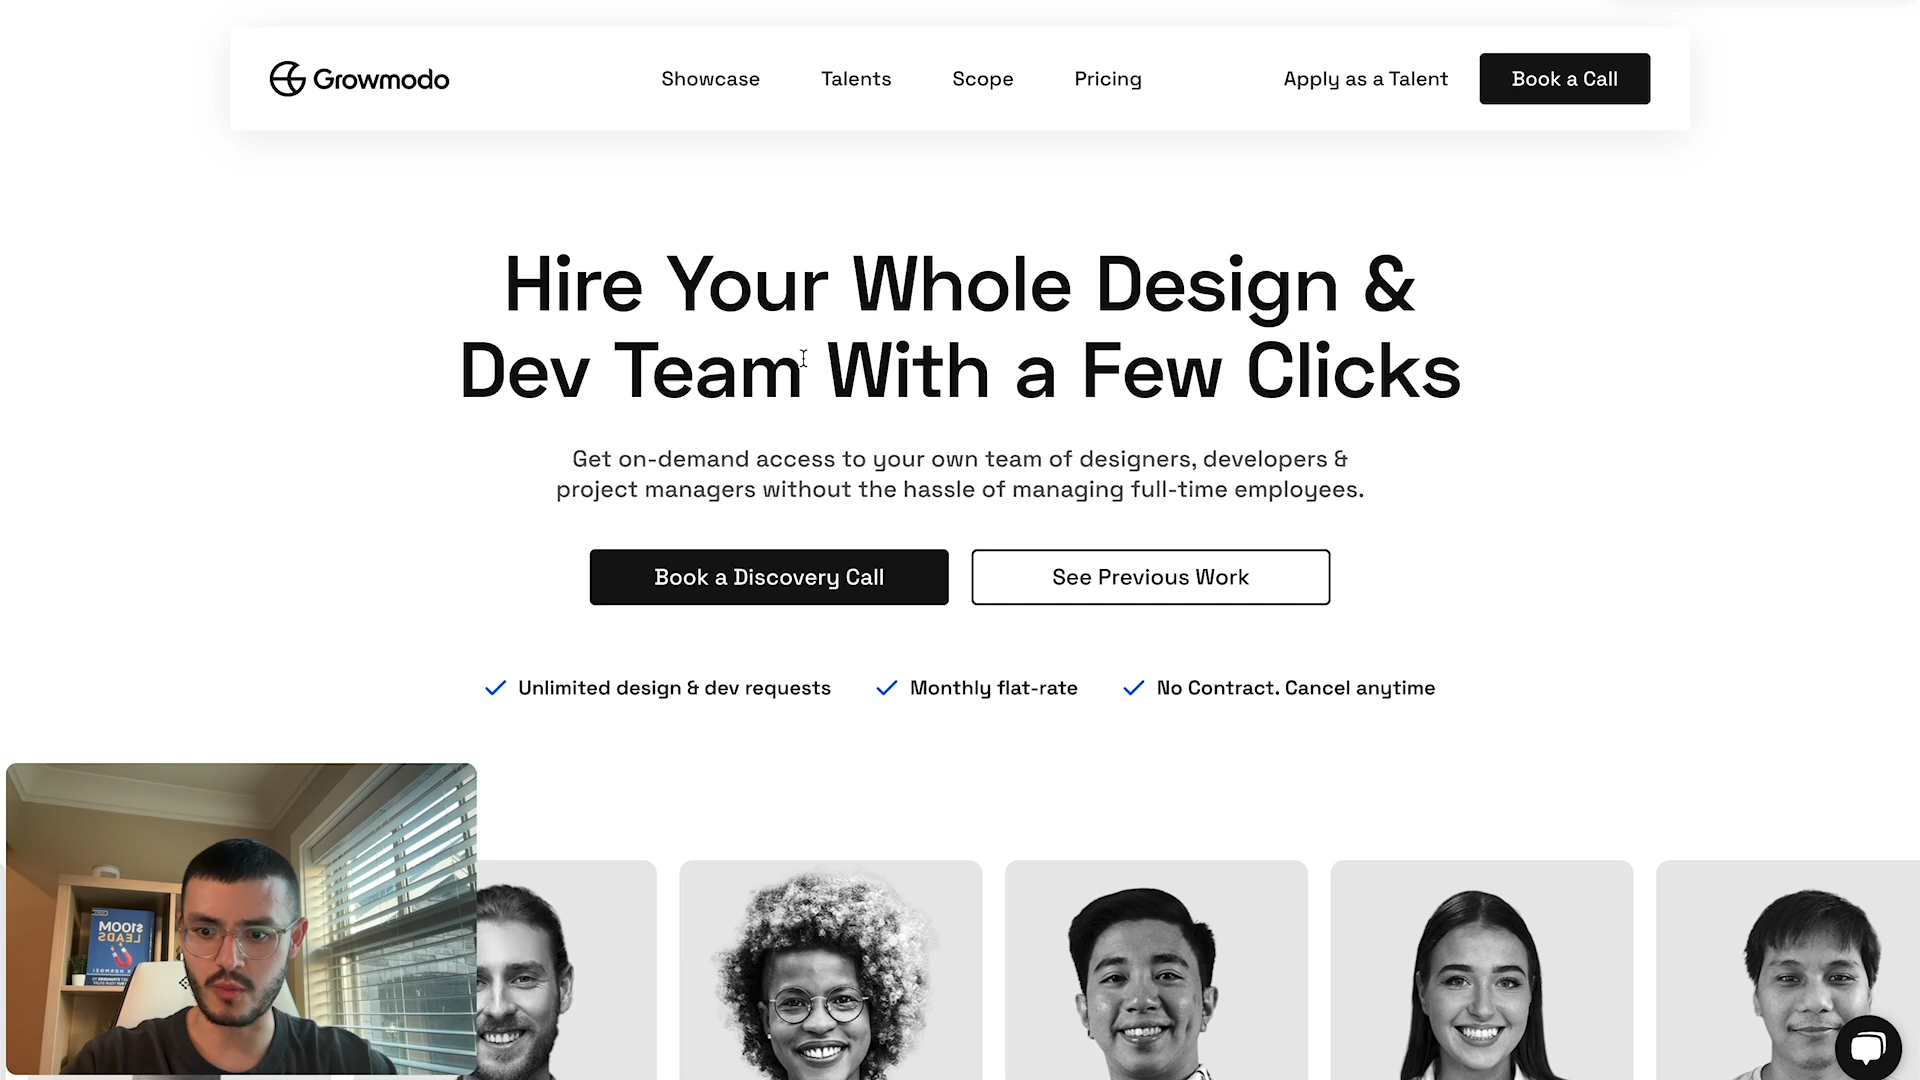 Growmodo
Showcase
Talents
Scope
Pricing
Apply as a Talent
Book a Call
Hire Your Whole Design &
Dev Team With a Few Clicks
Get on-demand access to your own team of designers, developers &
project managers without the hassle of managing full-time employees.
Book a Discovery Call
See Previous Work
Unlimited design & dev requests
Monthly flat-rate
No Contract. Cancel anytime
$100M
LEADS